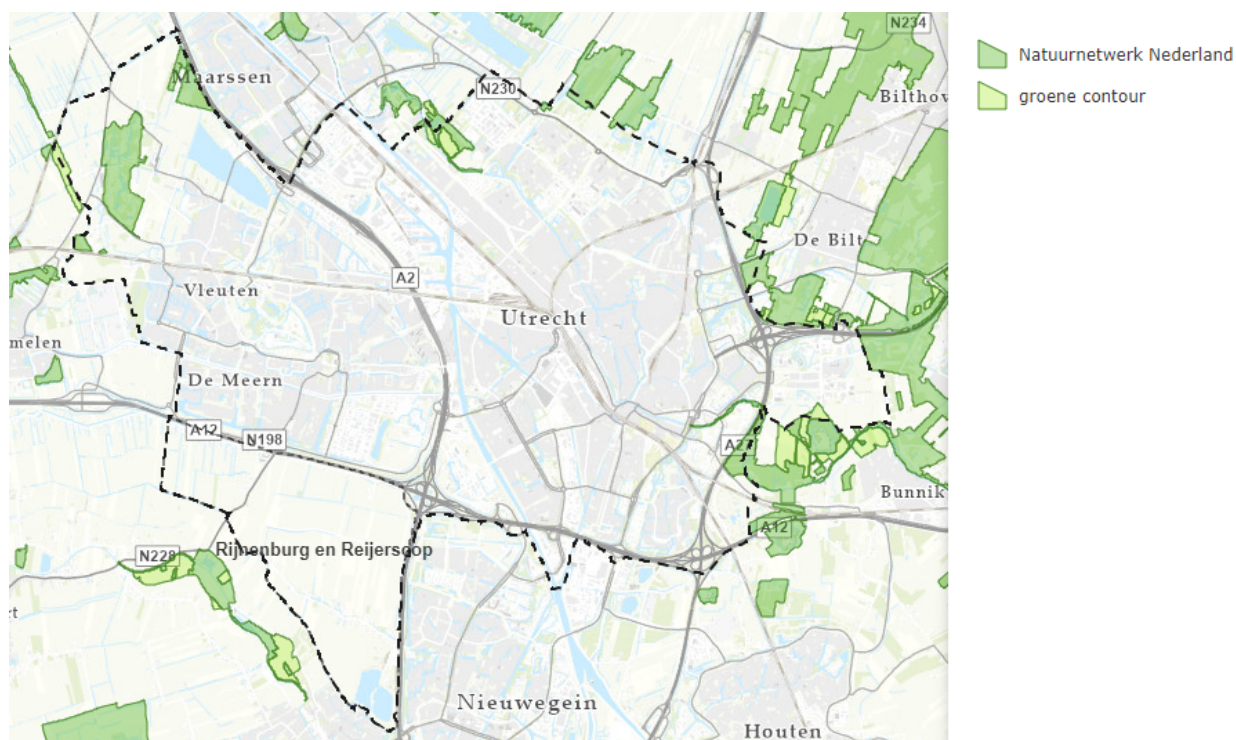 N234
Natuurnetwerk Nederland
Maarssen
N230
groene contour
Bilthov
De Bilt
A2
Vleuten
Utrecht
melen
De Meern
A12
N198
A27
Bunnik
A12
N228
Rijnenburg en Reijerscop
Nieuwegein
Houten